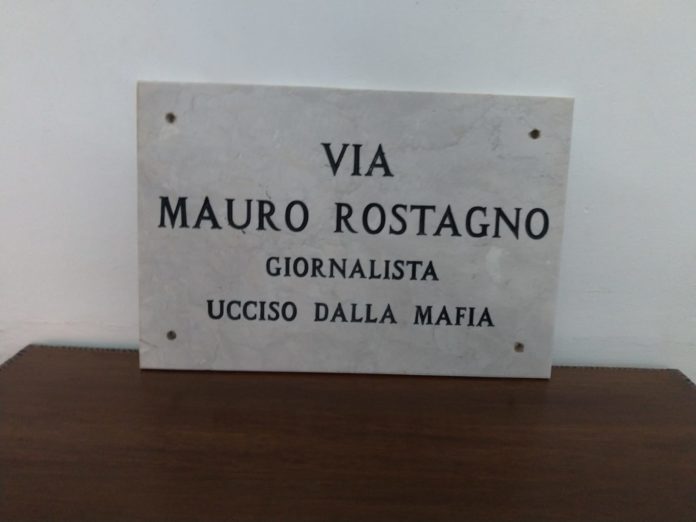 VIA
MAURO ROSTAGNO
GIORNALISTA
UCCISO DALLA MAFIA